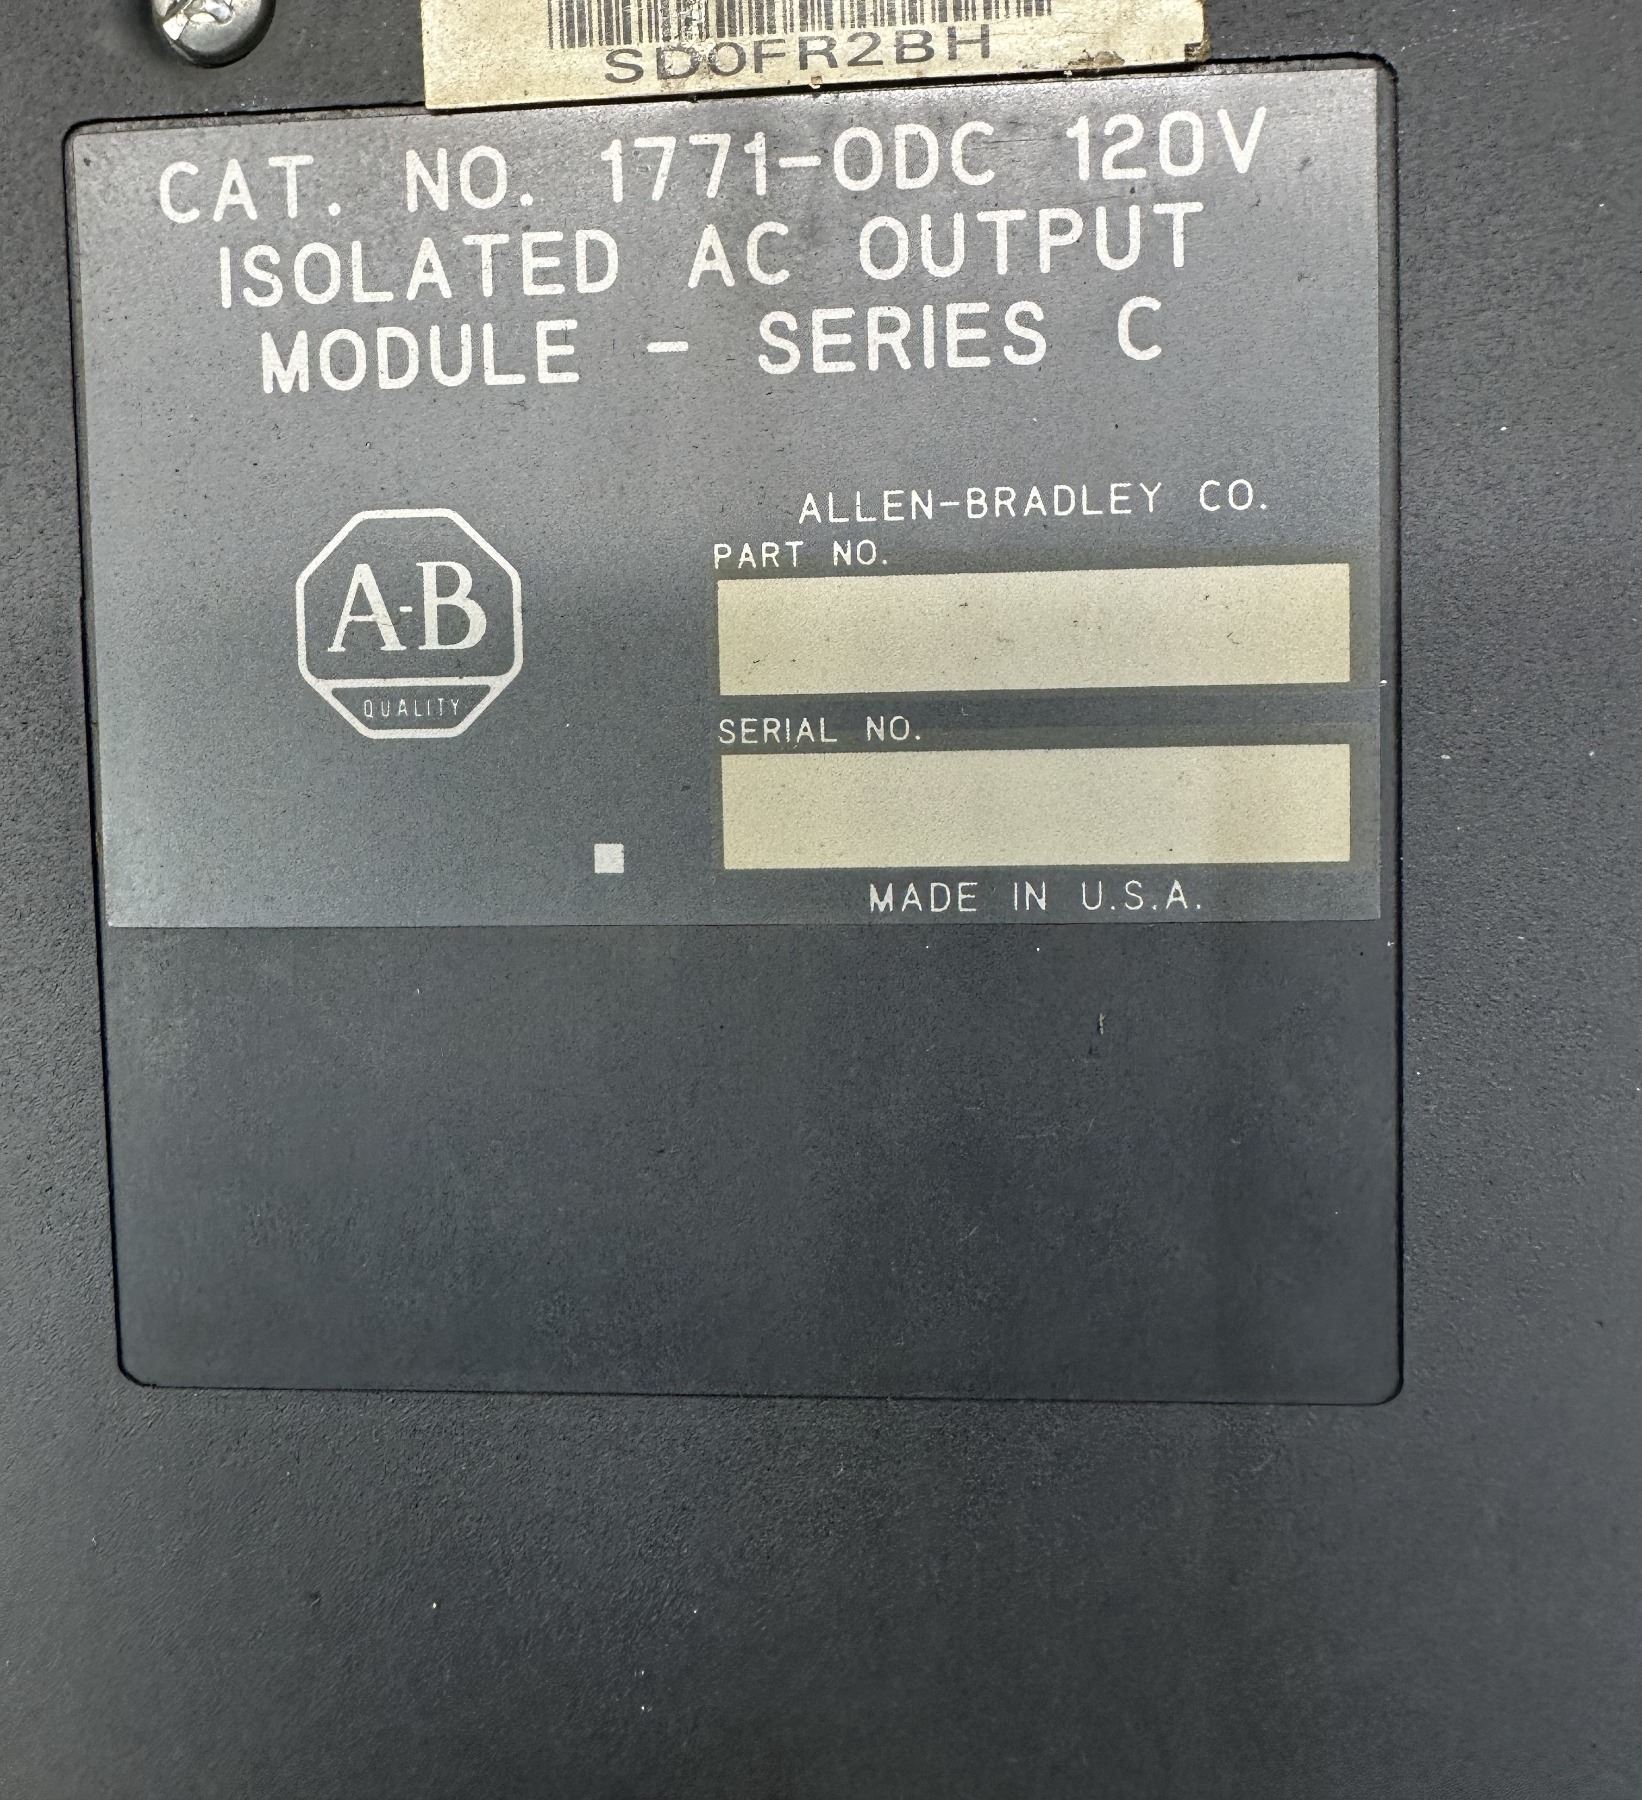 SD0FR2BH
CAT. NO. 1771-ODC 120V
ISOLATED AC OUTPUT
MODULE - SERIES C
ALLEN-BRADLEY CO.
PART NO.
A-B
QUALITY
SERIAL NO.
MADE IN U.S.A.